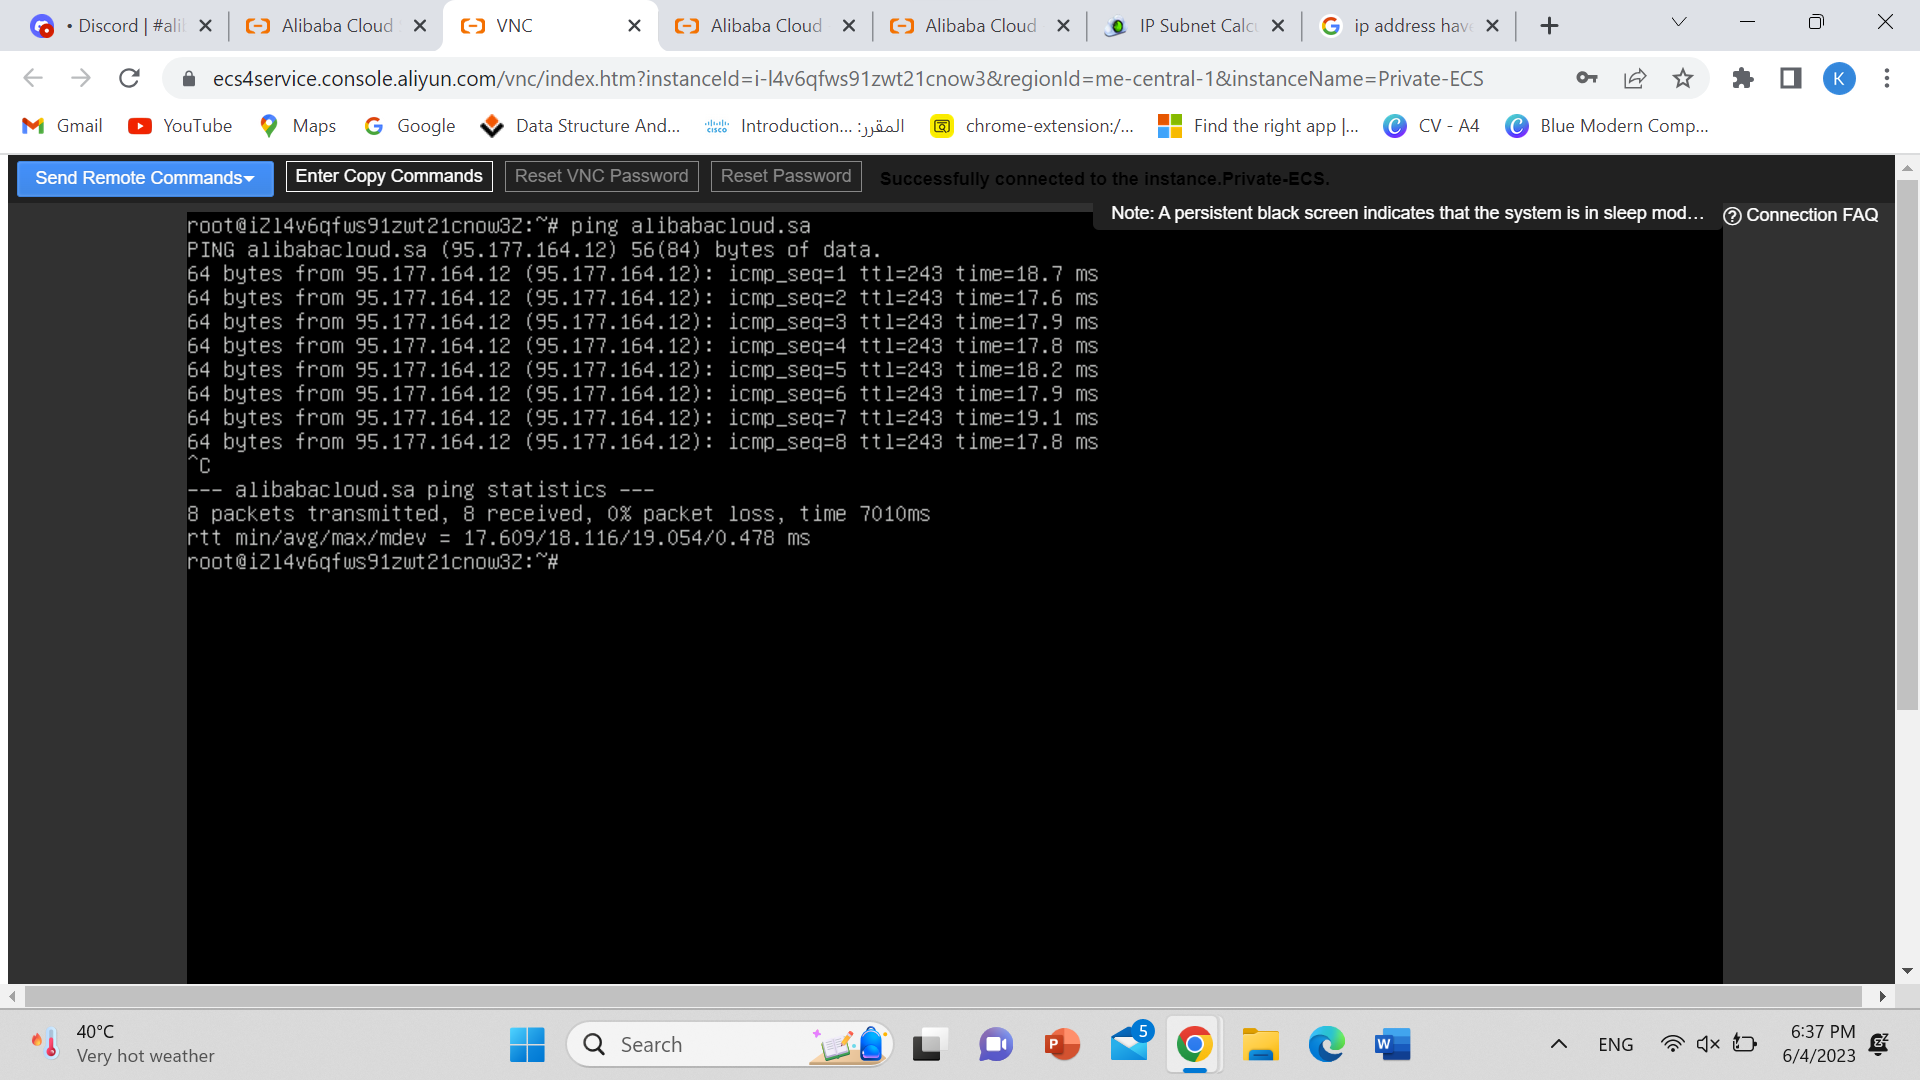 • Discord | #ali
Alibaba Cloud
VNC
Alibaba Cloud
Alibaba Cloud
IP Subnet Calc
ip address hav
ecs4service.console.aliyun.com/vnc/index.htm?instanceId=i-l4v6qfws91zwt21cnow3&regionId=me-central-1&instanceName=Private-ECS
K
Gmail
YouTube
Maps
Google
Data Structure And...
Introduction... :المقرر
chrome-extension:/...
Find the right app |...
CV - A4
Blue Modern Comp...
Send Remote Commands
Enter Copy Commands
Reset VNC Password
Reset Password
Successfully connected to the instance.Private-ECS.
Note: A persistent black screen indicates that the system is in sleep mod…
Connection FAQ
root@iZl4v6qfws91zwt21cnow3Z:~# ping alibabacloud.sa
PING alibabacloud.sa (95.177.164.12) 56(84) bytes of data.
64 bytes from 95.177.164.12 (95.177.164.12): icmp_seq=1 ttl=243 time=18.7 ms
64 bytes from 95.177.164.12 (95.177.164.12): icmp_seq=2 ttl=243 time=17.6 ms
64 bytes from 95.177.164.12 (95.177.164.12): icmp_seq=3 ttl=243 time=17.9 ms
64 bytes from 95.177.164.12 (95.177.164.12): icmp_seq=4 ttl=243 time=17.8 ms
64 bytes from 95.177.164.12 (95.177.164.12): icmp_seq=5 ttl=243 time=18.2 ms
64 bytes from 95.177.164.12 (95.177.164.12): icmp_seq=6 ttl=243 time=17.9 ms
64 bytes from 95.177.164.12 (95.177.164.12): icmp_seq=7 ttl=243 time=19.1 ms
64 bytes from 95.177.164.12 (95.177.164.12): icmp_seq=8 ttl=243 time=17.8 ms
^C
--- alibabacloud.sa ping statistics ---
8 packets transmitted, 8 received, 0% packet loss, time 7010ms
rtt min/avg/max/mdev = 17.609/18.116/19.054/0.478 ms
root@iZl4v6qfws91zwt21cnow3Z:~#
40°C
Very hot weather
Search
5
ENG
6:37 PM
6/4/2023